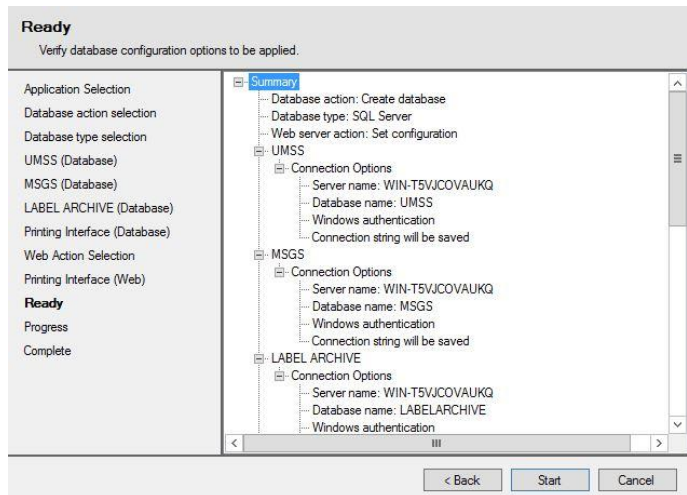 Ready
Verify database configuration options to be applied.
Application Selection
Database action selection
Database type selection
UMSS (Database)
MSGS (Database)
LABEL ARCHIVE (Database)
Printing Interface (Database)
Web Action Selection
Printing Interface (Web)
Ready
Progress
Complete
Summary
Database action: Create database
Database type: SQL Server
Web server action: Set configuration
UMSS
Connection Options
Server name: WIN-T5VJCOVAUKQ
Database name: UMSS
Windows authentication
Connection string will be saved
MSGS
Connection Options
Server name: WIN-T5VJCOVAUKQ
Database name: MSGS
Windows authentication
Connection string will be saved
LABEL ARCHIVE
Connection Options
Server name: WIN-T5VJCOVAUKQ
Database name: LABELARCHIVE
Windows authentication
< Back
Start
Cancel